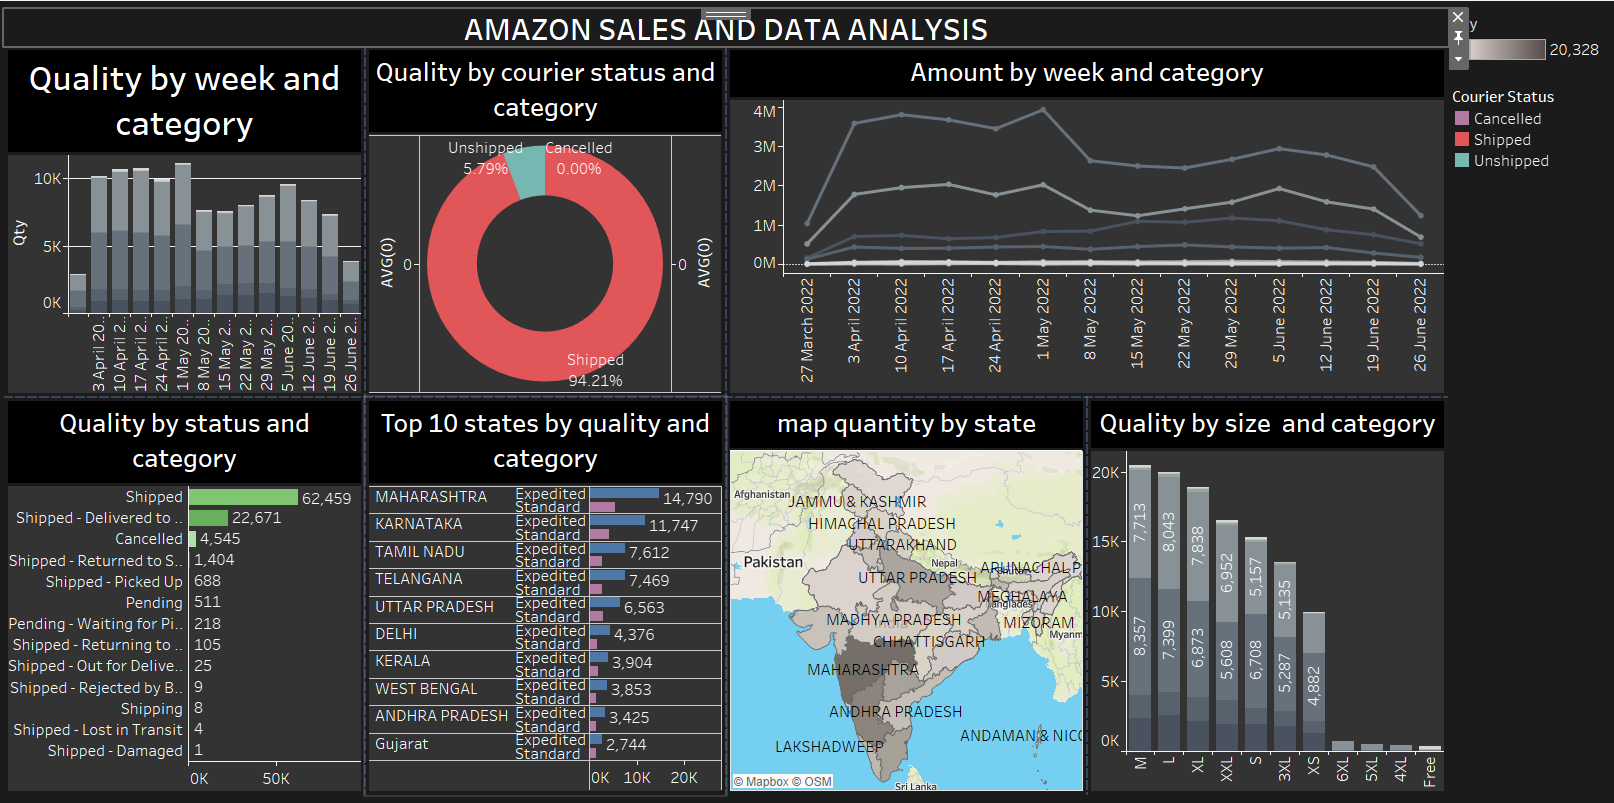 AMAZON SALES AND DATA ANALYSIS
y
20,328
Courier Status
Cancelled
Shipped
Unshipped
Quality by week and
category
Qty
10K
5K
0K
3 April 20..
10 April 2..
17 April 2..
24 April 2..
1 May 20..
8 May 20..
15 May 2..
22 May 2..
29 May 2..
5 June 20..
12 June 2..
19 June 2..
26 June 2..
Quality by courier status and
category
Unshipped
5.79%
Cancelled
0.00%
AVG(0)
0
0
AVG(0)
Shipped
94.21%
Amount by week and category
4M
3M
2M
1M
0M
27 March 2022
3 April 2022
10 April 2022
17 April 2022
24 April 2022
1 May 2022
8 May 2022
15 May 2022
22 May 2022
29 May 2022
5 June 2022
12 June 2022
19 June 2022
26 June 2022
Quality by status and
category
Shipped 62,459
Shipped - Delivered to .. 22,671
Cancelled 4,545
Shipped - Returned to S.. 1,404
Shipped - Picked Up 688
Pending 511
Pending - Waiting for Pi.. 218
Shipped - Returning to .. 105
Shipped - Out for Delive.. 25
Shipped - Rejected by B.. 9
Shipping 8
Shipped - Lost in Transit 4
Shipped - Damaged 1
0K 50K
Top 10 states by quality and
category
MAHARASHTRA Expedited 14,790
Standard
KARNATAKA Expedited 11,747
Standard
TAMIL NADU Expedited 7,612
Standard
TELANGANA Expedited 7,469
Standard
UTTAR PRADESH Expedited 6,563
Standard
DELHI Expedited 4,376
Standard
KERALA Expedited 3,904
Standard
WEST BENGAL Expedited 3,853
Standard
ANDHRA PRADESH Expedited 3,425
Standard
Gujarat Expedited 2,744
Standard
0K 10K 20K
map quantity by state
Afghanistan
JAMMU & KASHMIR
HIMACHAL PRADESH
UTTARAKHAND
Pakistan
Nepal
ARUNACHAL P
UTTAR PRADESH
MEGHALAYA
MADHYA PRADESH
MIZORAM
Myanm
CHHATTISGARH
MAHARASHTRA
ANDHRA PRADESH
ANDAMAN & NICO
LAKSHADWEEP
Sri Lanka
© Mapbox © OSM
Quality by size and category
20K
15K
10K
5K
0K
7,713
8,357
8,043
7,399
7,838
6,873
6,952
5,608
5,157
6,708
5,135
5,287
4,882
M
L
XL
XXL
S
3XL
XS
6XL
5XL
4XL
Free